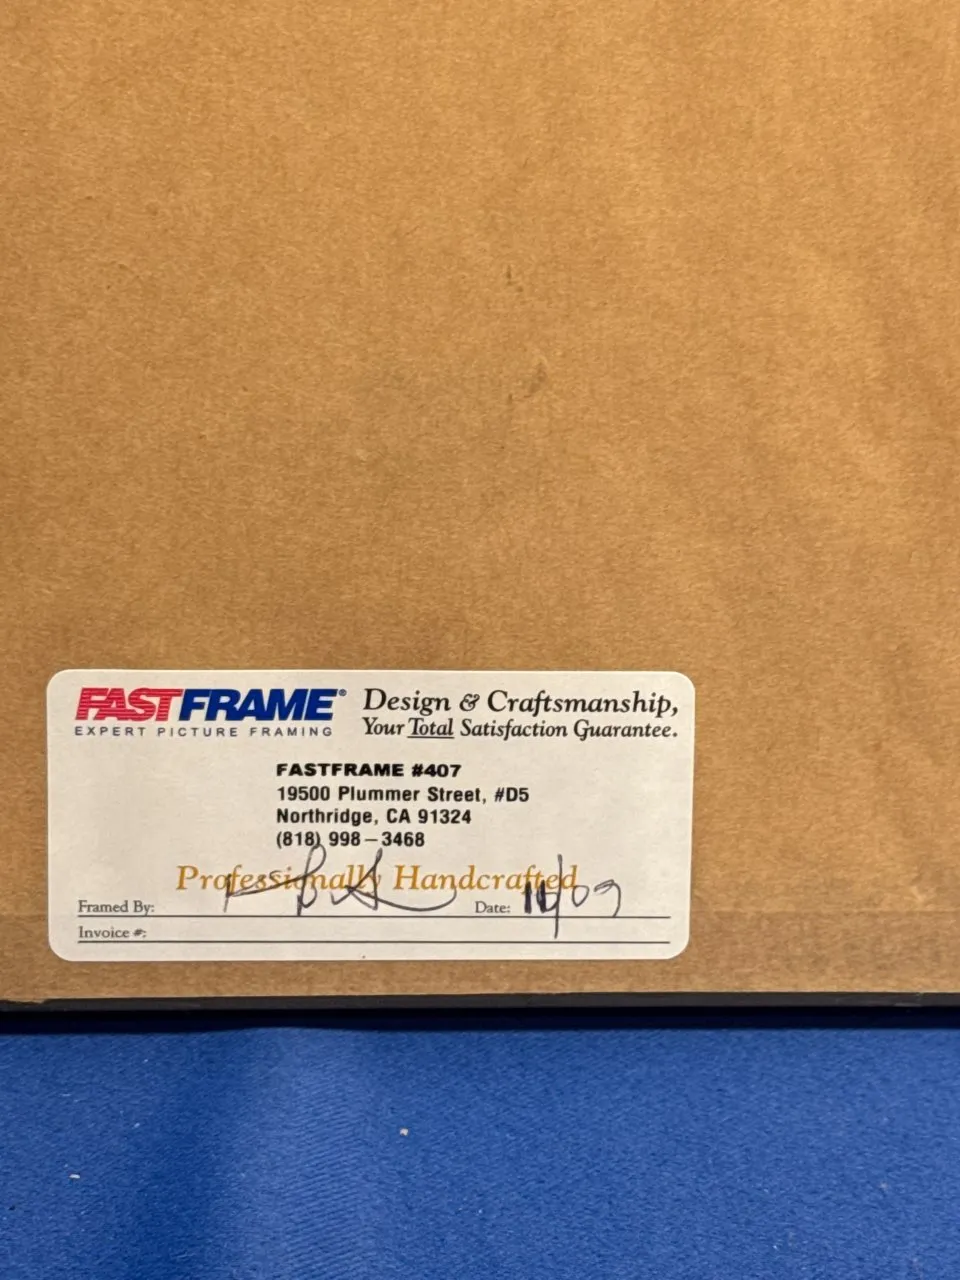 FASTFRAME®
EXPERT PICTURE FRAMING
Design & Craftsmanship,
Your Total Satisfaction Guarantee.
FASTFRAME #407
19500 Plummer Street, #D5
Northridge, CA 91324
(818) 998-3468
Professionally Handcrafted
Framed By: Date: /09
Invoice #: